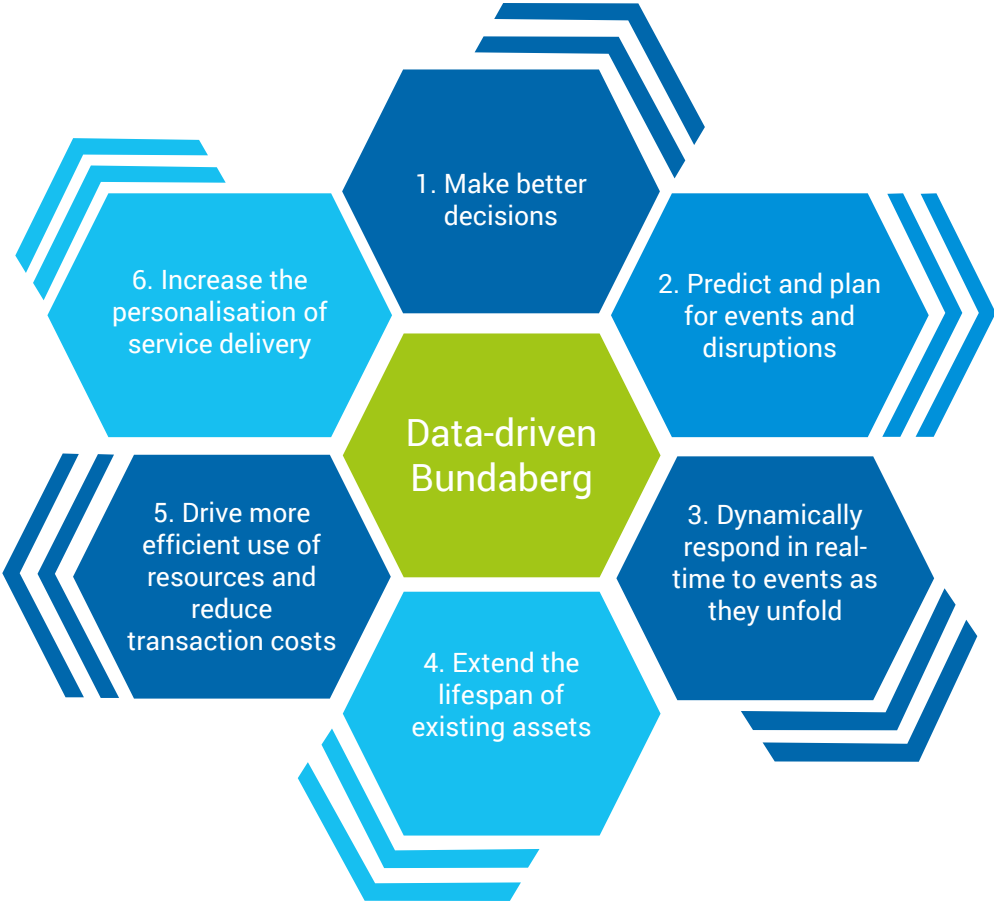 1. Make better
decisions
2. Predict and plan
for events and
disruptions
3. Dynamically
respond in real-
time to events as
they unfold
4. Extend the
lifespan of
existing assets
5. Drive more
efficient use of
resources and
reduce
transaction costs
6. Increase the
personalisation of
service delivery
Data-driven
Bundaberg